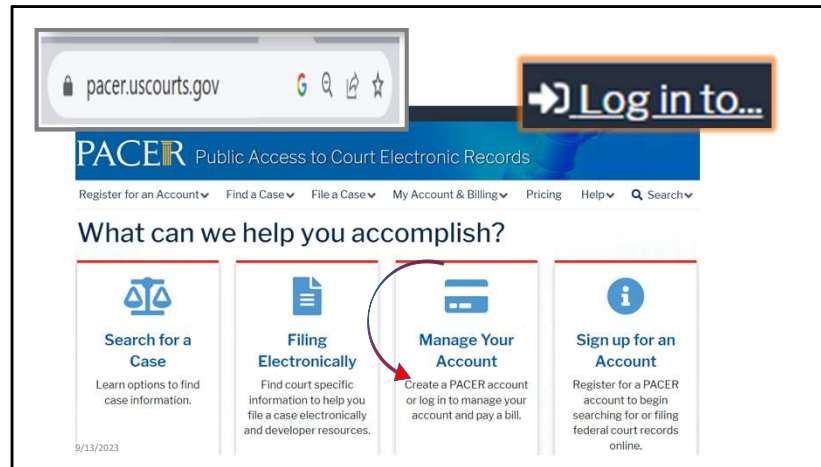 pacer.uscourts.gov
Log in to...
PACER Public Access to Court Electronic Records
Register for an Account Find a Case File a Case My Account & Billing Pricing Help Search
What can we help you accomplish?
Search for a
Case
Learn options to find
case information.
Filing
Electronically
Find court specific
information to help you
file a case electronically
and developer resources.
Manage Your
Account
Create a PACER account
or log in to manage your
account and pay a bill.
Sign up for an
Account
Register for a PACER
account to begin
searching for or filing
federal court records
online.
9/13/2023